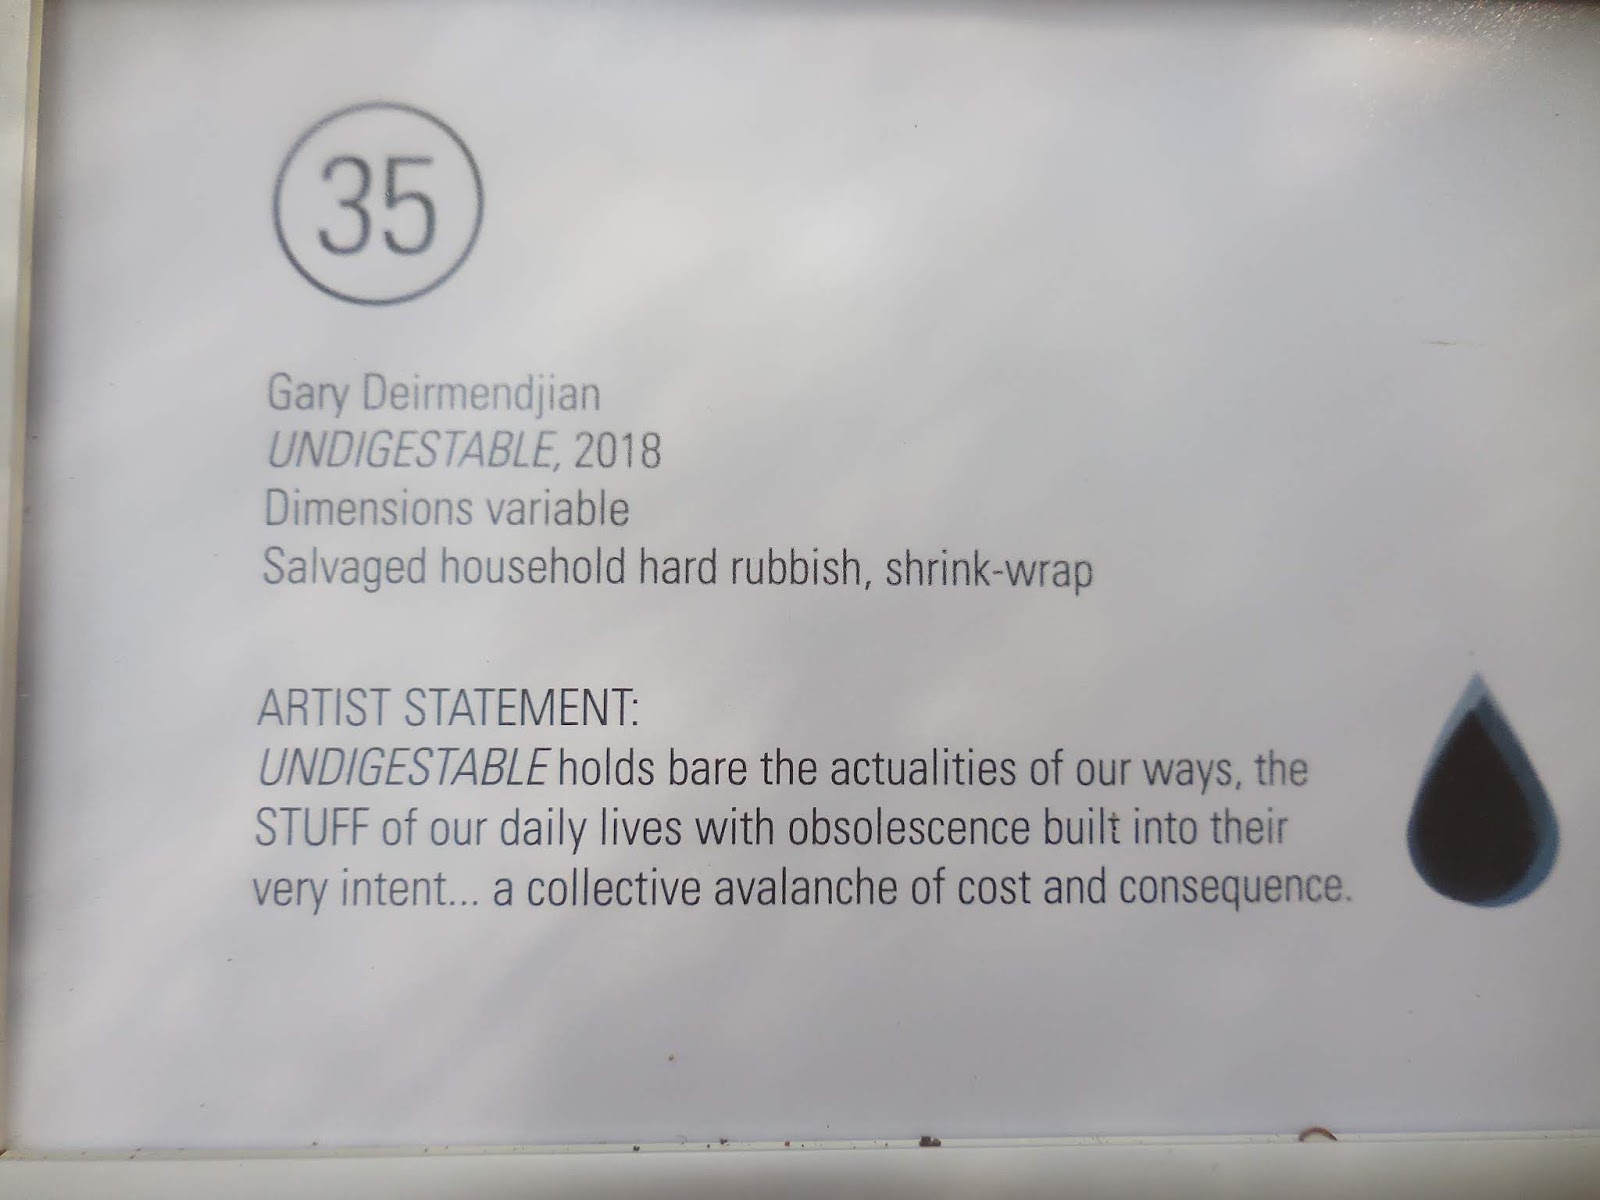 35
Gary Deirmendjian
UNDIGESTABLE, 2018
Dimensions variable
Salvaged household hard rubbish, shrink-wrap
ARTIST STATEMENT:
UNDIGESTABLE holds bare the actualities of our ways, the
STUFF of our daily lives with obsolescence built into their
very intent... a collective avalanche of cost and consequence.